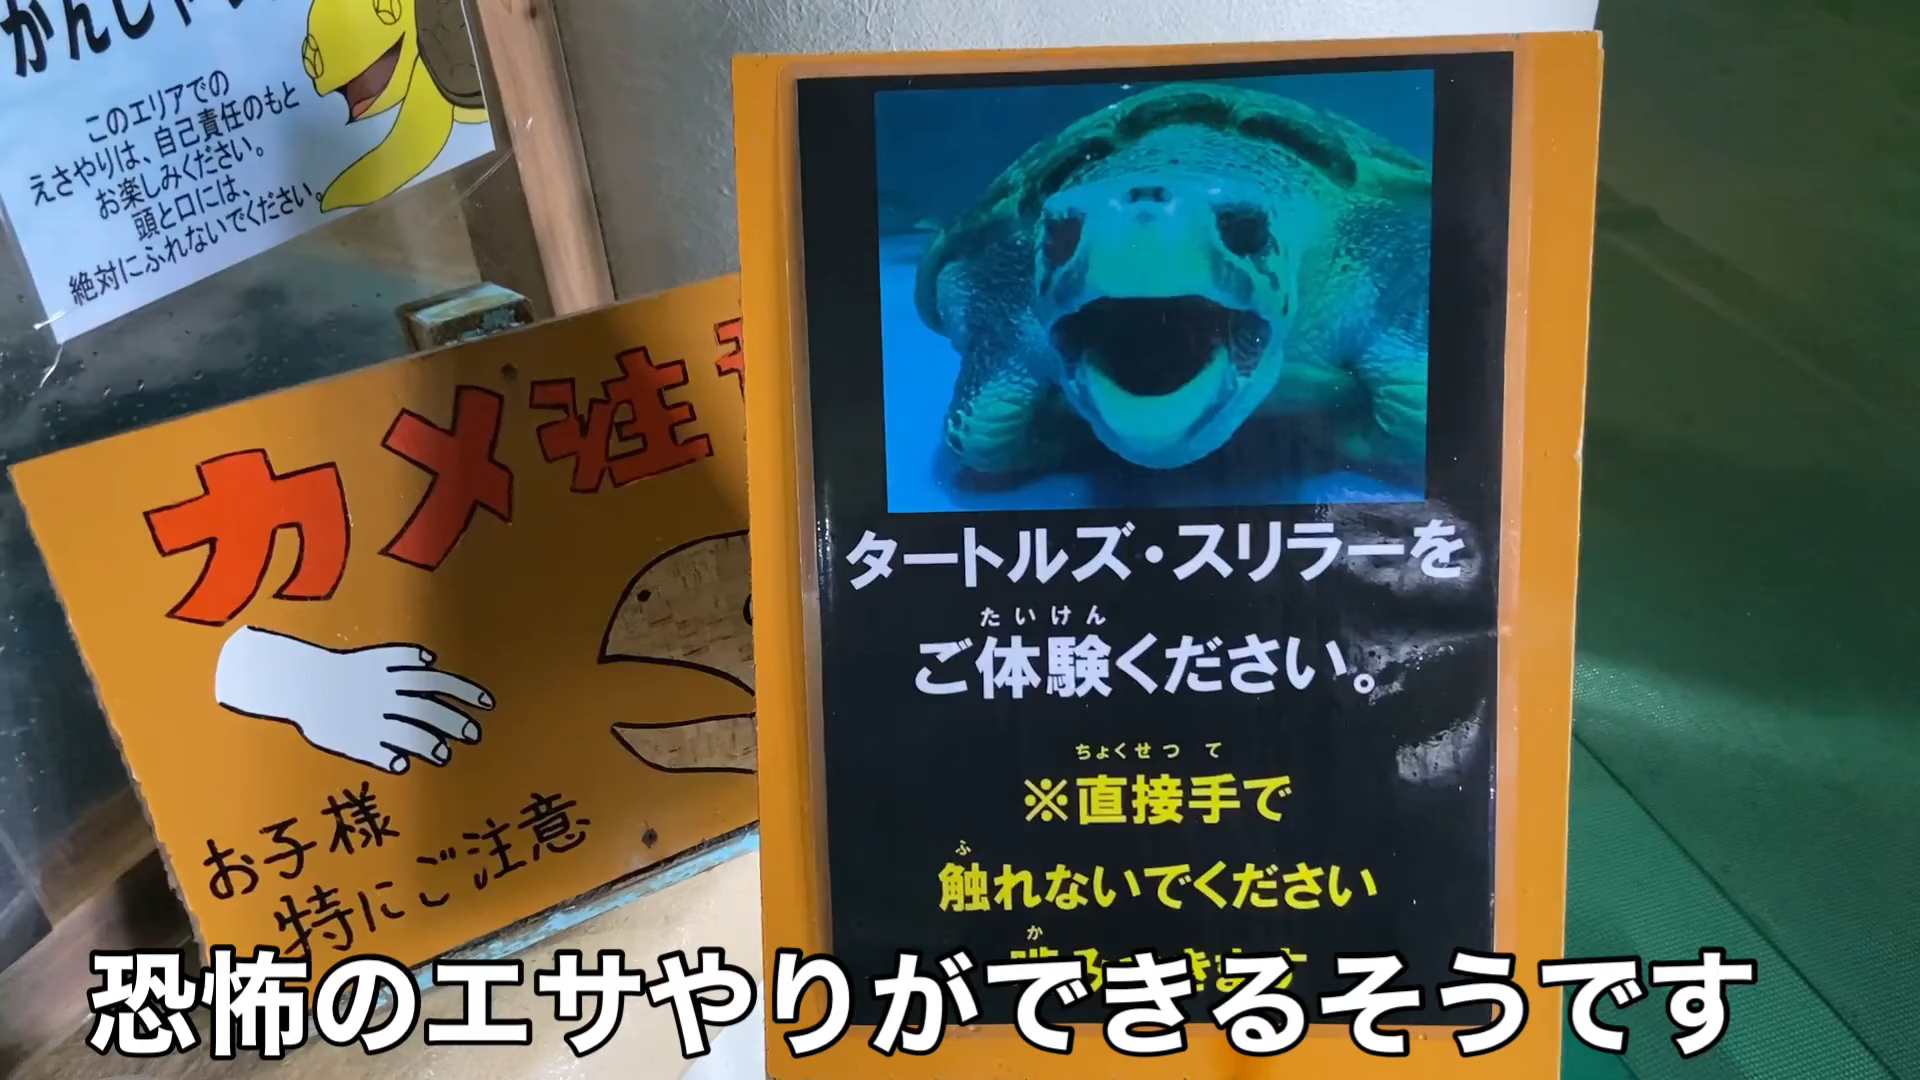 このエリアでの
えさやりは、自己責任のもと
お楽しみください。
頭と口には、
絶対にふれないでください。
カメ注
お子様
特にご注意
タートルズ・スリラーを
たいけん
ご体験ください。
ちょくせつ て
※直接手で
ふ
触れないでください
か
恐怖のエサやりができるそうです